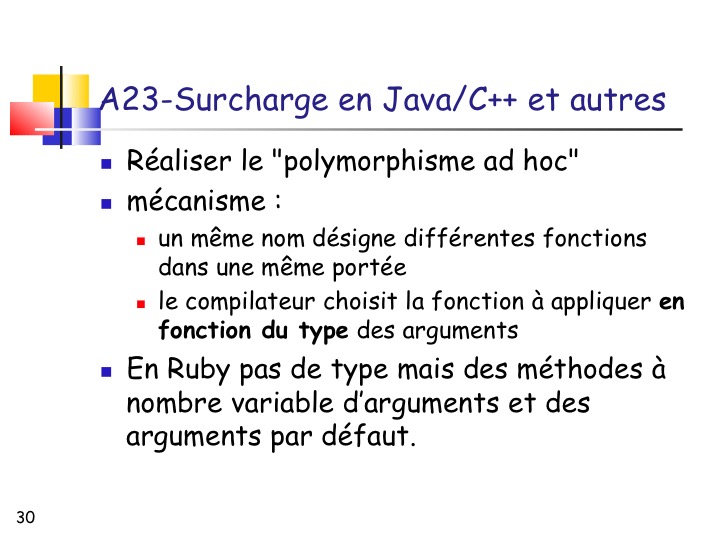 A23-Surcharge en Java/C++ et autres
Réaliser le "polymorphisme ad hoc"
mécanisme :
un même nom désigne différentes fonctions
dans une même portée
le compilateur choisit la fonction à appliquer en
fonction du type des arguments
En Ruby pas de type mais des méthodes à
nombre variable d’arguments et des
arguments par défaut.
30